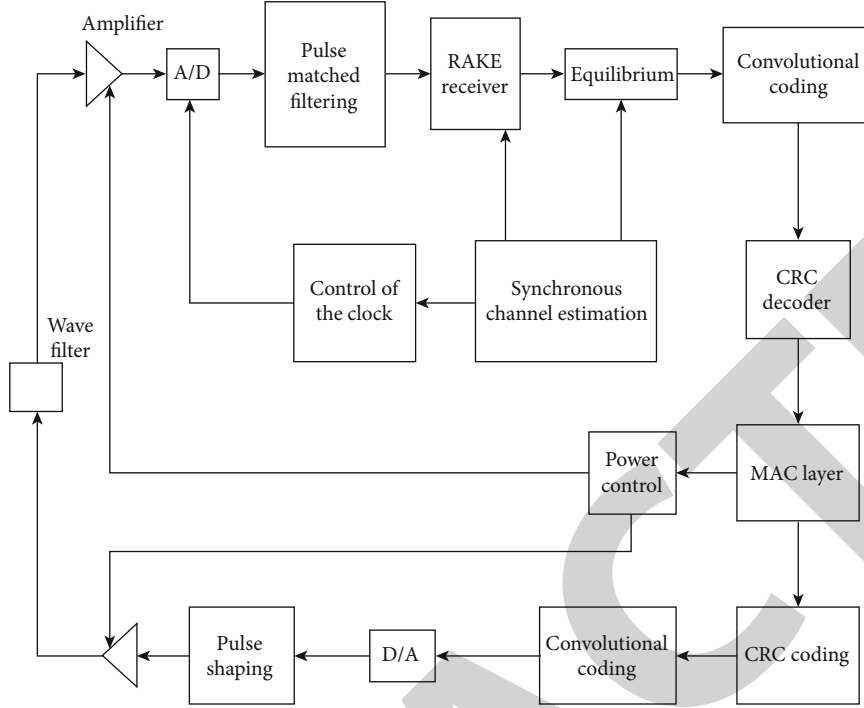 Amplifier
A/D
Pulse
matched
filtering
RAKE
receiver
Equilibrium
Convolutional
coding
Control of
the clock
Synchronous
channel estimation
CRC
decoder
Wave
filter
Power
control
MAC layer
Pulse
shaping
D/A
Convolutional
coding
CRC coding